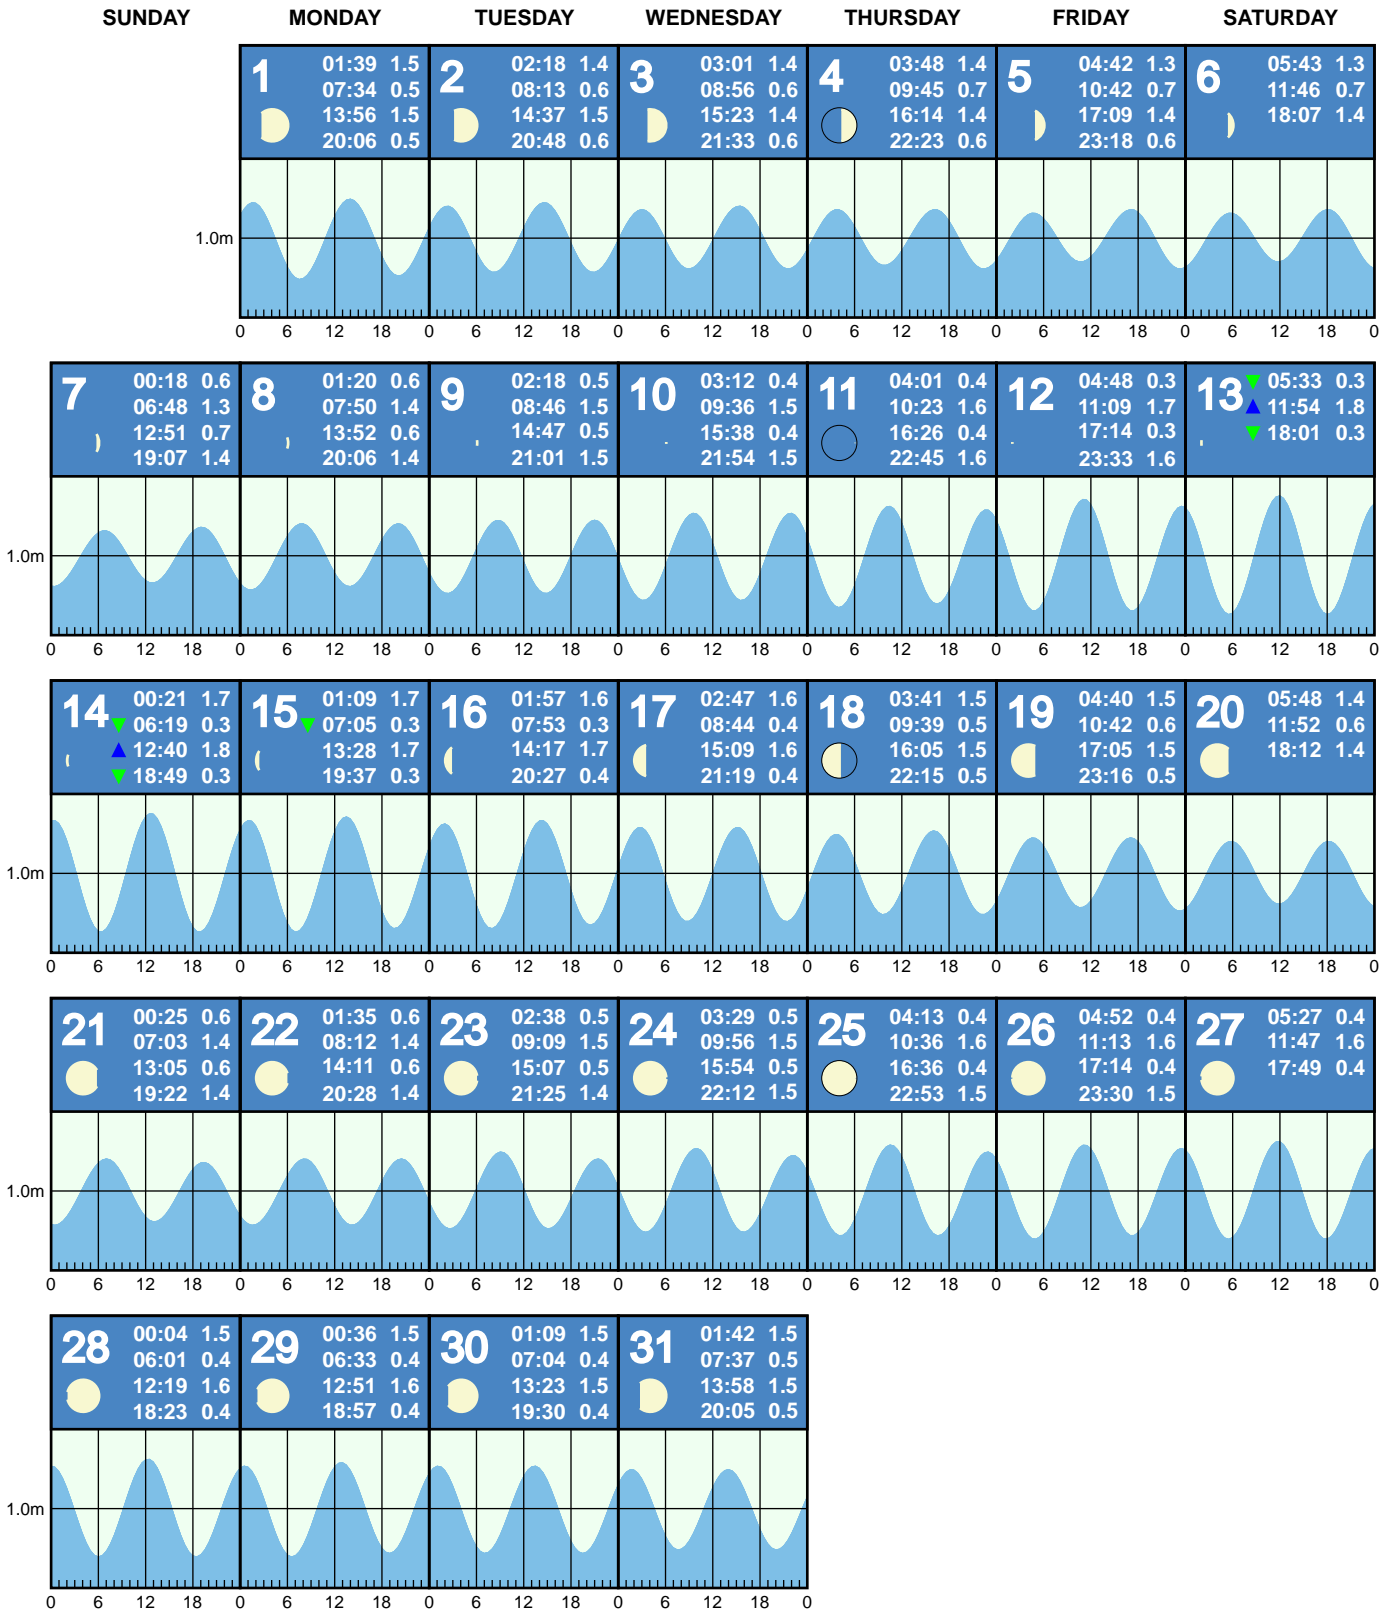 SUNDAY MONDAY TUESDAY WEDNESDAY THURSDAY FRIDAY SATURDAY
1 01:39 1.5
07:34 0.5
13:56 1.5
20:06 0.5
2 02:18 1.4
08:13 0.6
14:37 1.5
20:48 0.6
3 03:01 1.4
08:56 0.6
15:23 1.4
21:33 0.6
4 03:48 1.4
09:45 0.7
16:14 1.4
22:23 0.6
5 04:42 1.3
10:42 0.7
17:09 1.4
23:18 0.6
6 05:43 1.3
11:46 0.7
18:07 1.4
1.0m
0 6 12 18 0 6 12 18 0 6 12 18 0 6 12 18 0 6 12 18 0 6 12 18 0
7 00:18 0.6
06:48 1.3
12:51 0.7
19:07 1.4
8 01:20 0.6
07:50 1.4
13:52 0.6
20:06 1.4
9 02:18 0.5
08:46 1.5
14:47 0.5
21:01 1.5
10 03:12 0.4
09:36 1.5
15:38 0.4
21:54 1.5
11 04:01 0.4
10:23 1.6
16:26 0.4
22:45 1.6
12 04:48 0.3
11:09 1.7
17:14 0.3
23:33 1.6
13 05:33 0.3
11:54 1.8
18:01 0.3
1.0m
0 6 12 18 0 6 12 18 0 6 12 18 0 6 12 18 0 6 12 18 0 6 12 18 0 6 12 18 0
14 00:21 1.7
06:19 0.3
12:40 1.8
18:49 0.3
15 01:09 1.7
07:05 0.3
13:28 1.7
19:37 0.3
16 01:57 1.6
07:53 0.3
14:17 1.7
20:27 0.4
17 02:47 1.6
08:44 0.4
15:09 1.6
21:19 0.4
18 03:41 1.5
09:39 0.5
16:05 1.5
22:15 0.5
19 04:40 1.5
10:42 0.6
17:05 1.5
23:16 0.5
20 05:48 1.4
11:52 0.6
18:12 1.4
1.0m
0 6 12 18 0 6 12 18 0 6 12 18 0 6 12 18 0 6 12 18 0 6 12 18 0 6 12 18 0
21 00:25 0.6
07:03 1.4
13:05 0.6
19:22 1.4
22 01:35 0.6
08:12 1.4
14:11 0.6
20:28 1.4
23 02:38 0.5
09:09 1.5
15:07 0.5
21:25 1.4
24 03:29 0.5
09:56 1.5
15:54 0.5
22:12 1.5
25 04:13 0.4
10:36 1.6
16:36 0.4
22:53 1.5
26 04:52 0.4
11:13 1.6
17:14 0.4
23:30 1.5
27 05:27 0.4
11:47 1.6
17:49 0.4
1.0m
0 6 12 18 0 6 12 18 0 6 12 18 0 6 12 18 0 6 12 18 0 6 12 18 0 6 12 18 0
28 00:04 1.5
06:01 0.4
12:19 1.6
18:23 0.4
29 00:36 1.5
06:33 0.4
12:51 1.6
18:57 0.4
30 01:09 1.5
07:04 0.4
13:23 1.5
19:30 0.4
31 01:42 1.5
07:37 0.5
13:58 1.5
20:05 0.5
1.0m
0 6 12 18 0 6 12 18 0 6 12 18 0 6 12 18 0